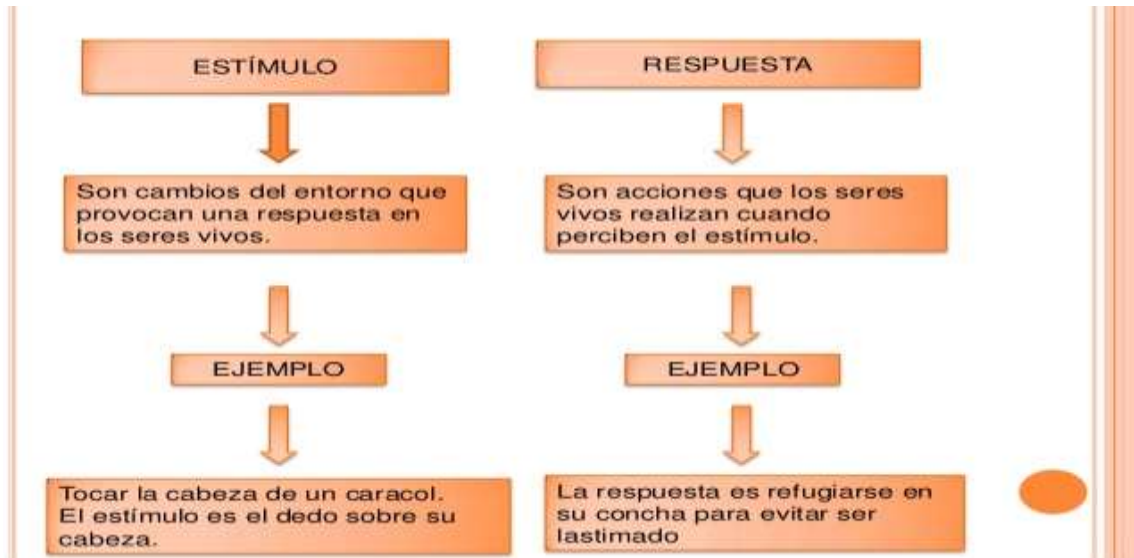 ESTÍMULO
Son cambios del entorno que
provocan una respuesta en
los seres vivos.
EJEMPLO
Tocar la cabeza de un caracol.
El estímulo es el dedo sobre su
cabeza.
RESPUESTA
Son acciones que los seres
vivos realizan cuando
perciben el estímulo.
EJEMPLO
La respuesta es refugiarse en
su concha para evitar ser
lastimado